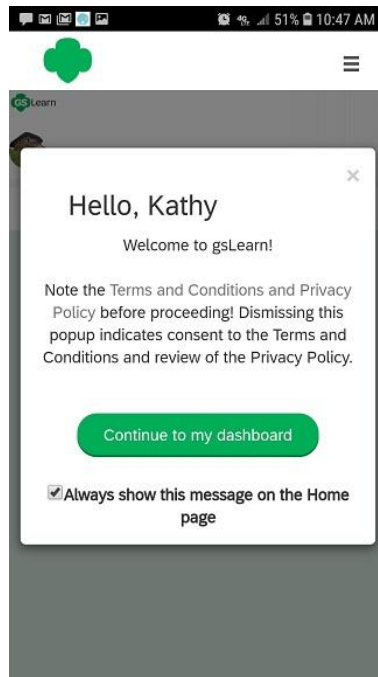 4G 51% 10:47 AM
GSLearn
×
Hello, Kathy
Welcome to gsLearn!
Note the Terms and Conditions and Privacy
Policy before proceeding! Dismissing this
popup indicates consent to the Terms and
Conditions and review of the Privacy Policy.
Continue to my dashboard
Always show this message on the Home
page